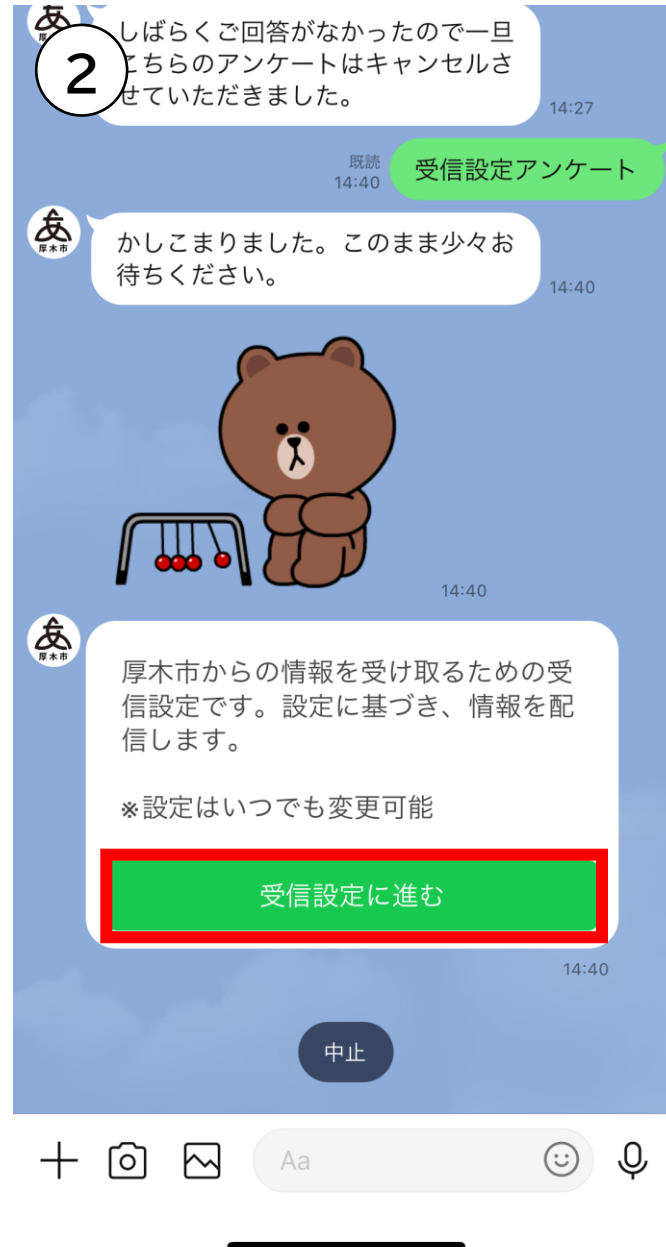 しばらくご回答がなかったので一旦
2
こちらのアンケートはキャンセルさ
せていただきました。
14:27
既読
14:40
受信設定アンケート
厚木市
かしこまりました。このまま少々お
待ちください。
14:40
14:40
厚木市
厚木市からの情報を受け取るための受
信設定です。設定に基づき、情報を配
信します。
※設定はいつでも変更可能
受信設定に進む
14:40
中止
Aa